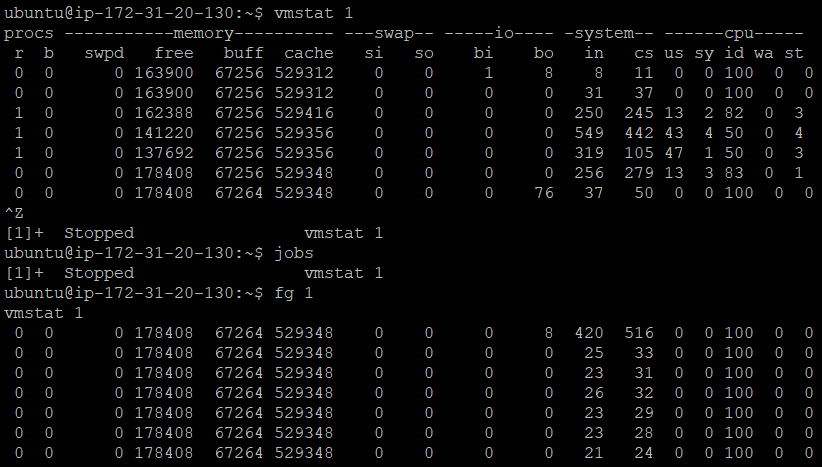 ubuntu@ip-172-31-20-130:~$ vmstat 1
procs -----------memory---------- ---swap-- -----io---- -system-- ------cpu-----
 r  b   swpd   free   buff  cache   si   so    bi    bo   in   cs us sy id wa st
 0  0      0 163900  67256 529312    0    0     1     8    8   11  0  0 100  0  0
 0  0      0 163900  67256 529312    0    0     0     0   31   37  0  0 100  0  0
 1  0      0 162388  67256 529416    0    0     0     0  250  245 13  2 82  0  3
 1  0      0 141220  67256 529356    0    0     0     0  549  442 43  4 50  0  4
 1  0      0 137692  67256 529356    0    0     0     0  319  105 47  1 50  0  3
 0  0      0 178408  67256 529348    0    0     0     0  256  279 13  3 83  0  1
 0  0      0 178408  67264 529348    0    0     0    76   37   50  0  0 100  0  0
^Z
[1]+  Stopped                 vmstat 1
ubuntu@ip-172-31-20-130:~$ jobs
[1]+  Stopped                 vmstat 1
ubuntu@ip-172-31-20-130:~$ fg 1
vmstat 1
 0  0      0 178408  67264 529348    0    0     0     8  420  516  0  0 100  0  0
 0  0      0 178408  67264 529348    0    0     0     0   25   33  0  0 100  0  0
 0  0      0 178408  67264 529348    0    0     0     0   23   31  0  0 100  0  0
 0  0      0 178408  67264 529348    0    0     0     0   26   32  0  0 100  0  0
 0  0      0 178408  67264 529348    0    0     0     0   23   29  0  0 100  0  0
 0  0      0 178408  67264 529348    0    0     0     0   23   28  0  0 100  0  0
 0  0      0 178408  67264 529348    0    0     0     0   21   24  0  0 100  0  0